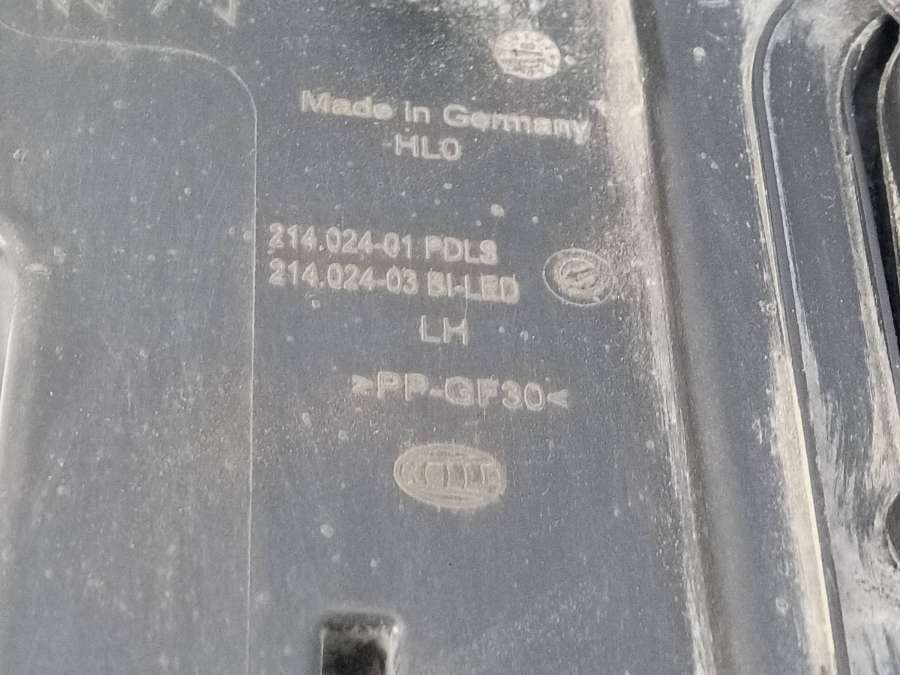 Made in Germany
-HL0
214.024-01 PDLS
214.024-03 BI-LED
LH
>PP-GF30<
HELLA